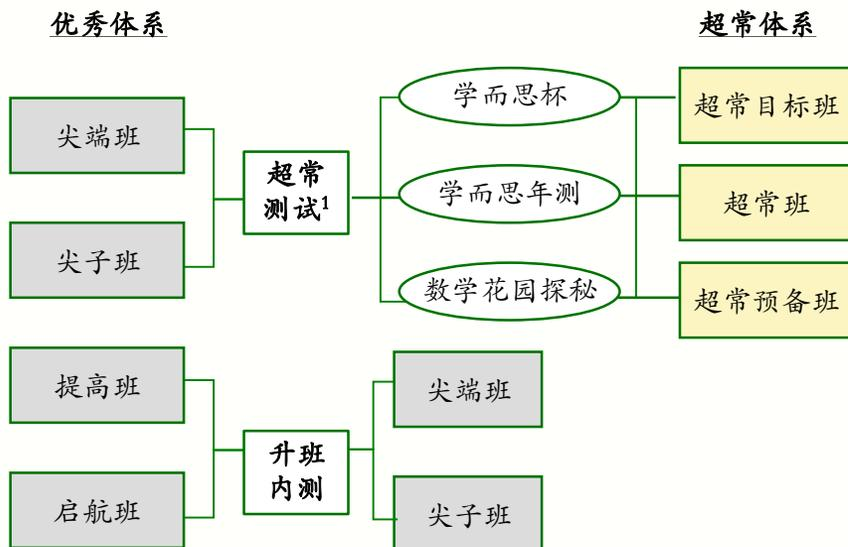 优秀体系
超常体系
尖端班
尖子班
超常
测试1
学而思杯
学而思年测
数学花园探秘
超常目标班
超常班
超常预备班
提高班
启航班
升班
内测
尖端班
尖子班